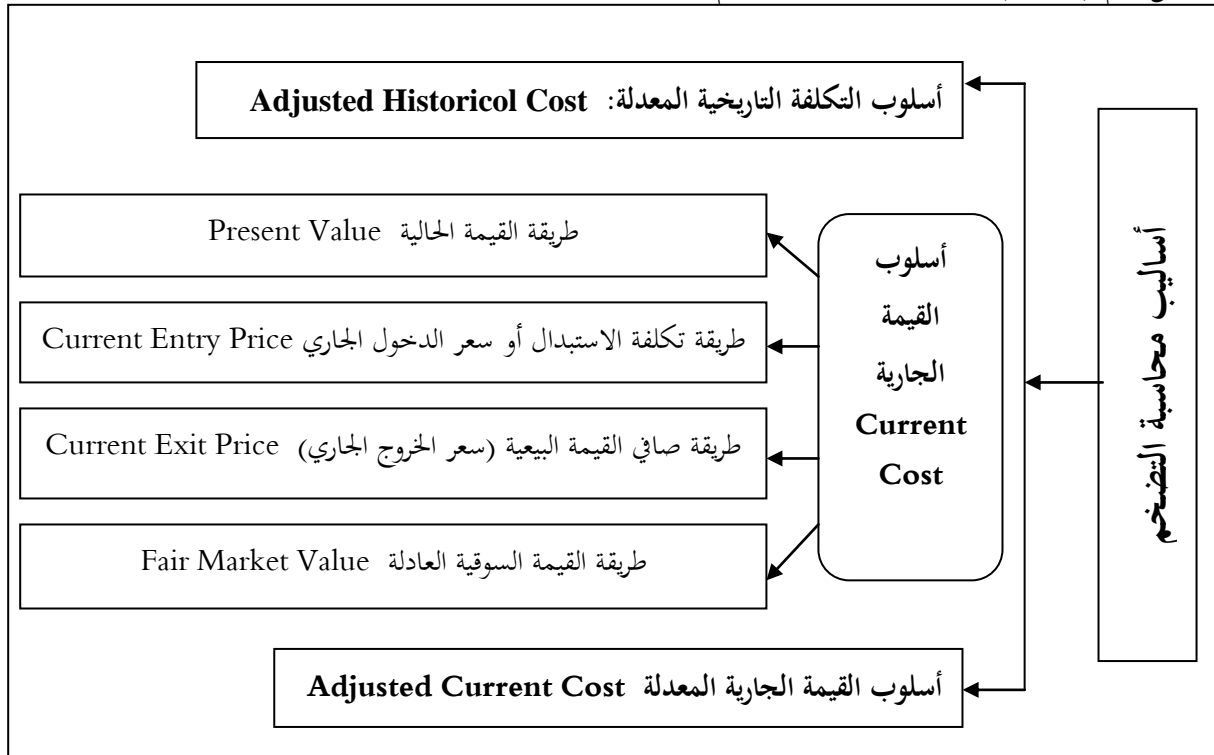 أساليب محاسبة التضخم
أسلوب التكلفة التاريخية المعدلة: Adjusted Historicol Cost
أسلوب
القيمة
الجارية
Current
Cost
طريقة القيمة الحالية Present Value
طريقة تكلفة الاستبدال أو سعر الدخول الجاري Current Entry Price
طريقة صافي القيمة البيعية (سعر الخروج الجاري) Current Exit Price
طريقة القيمة السوقية العادلة Fair Market Value
أسلوب القيمة الجارية المعدلة Adjusted Current Cost